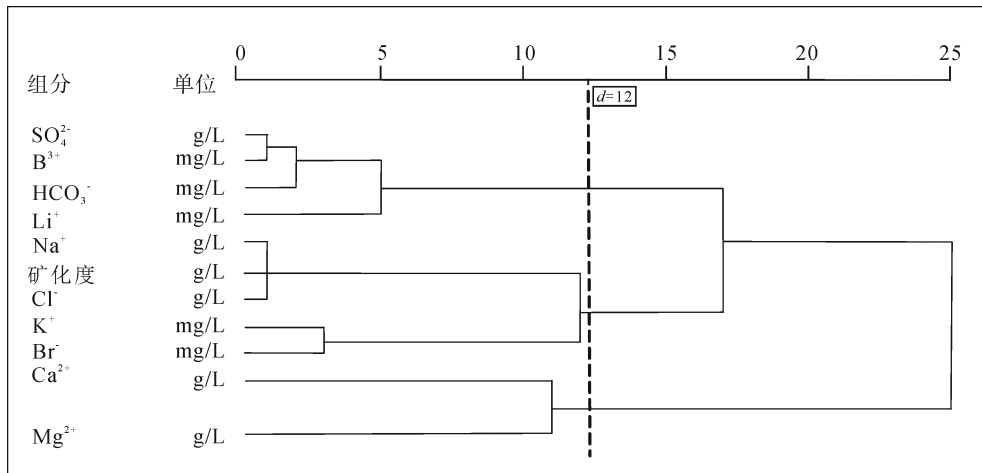 0 5 10 15 20 25
组分 单位
d=12
SO₄²⁻ g/L
B³⁺ mg/L
HCO₃⁻ mg/L
Li⁺ mg/L
Na⁺ g/L
矿化度 g/L
Cl⁻ g/L
K⁺ mg/L
Br⁻ mg/L
Ca²⁺ g/L
Mg²⁺ g/L